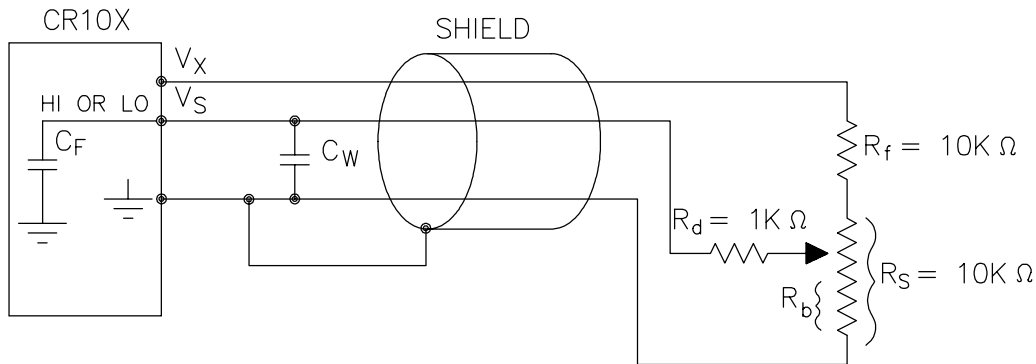 CR10X
SHIELD
V_X
HI OR LO
V_S
C_F
C_W
R_f = 10K Ω
R_d = 1K Ω
R_S = 10K Ω
R_b